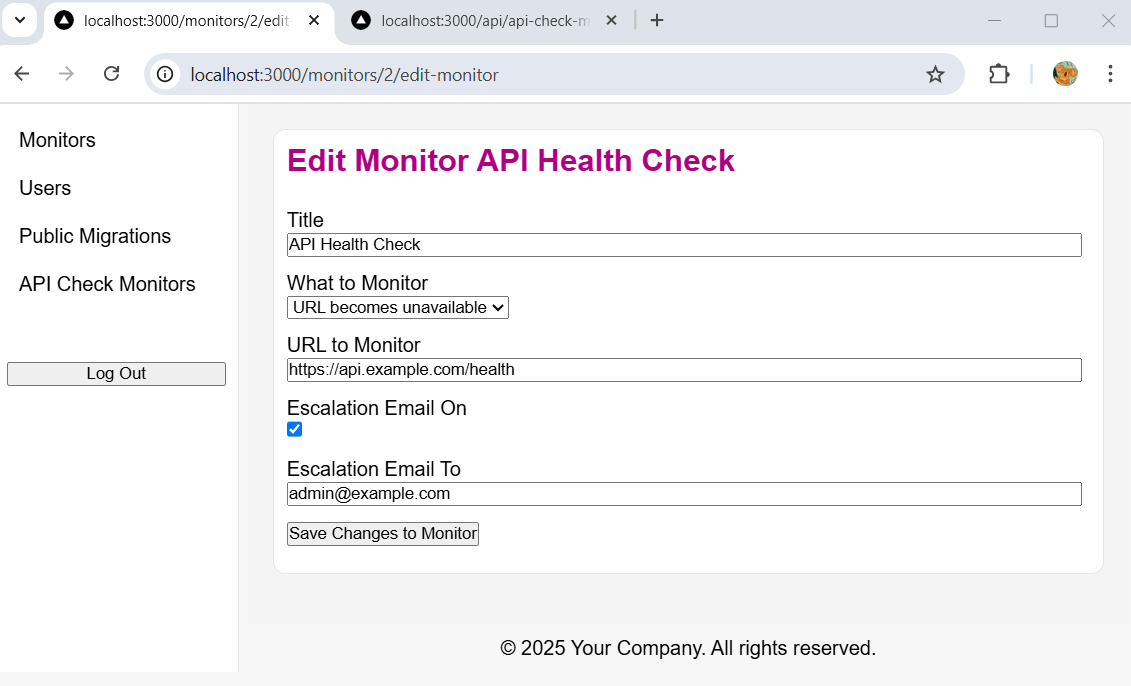 localhost:3000/monitors/2/edit-
localhost:3000/api/api-check-m
localhost:3000/monitors/2/edit-monitor
Monitors
Users
Public Migrations
API Check Monitors
Log Out
Edit Monitor API Health Check
Title
API Health Check
What to Monitor
URL becomes unavailable
URL to Monitor
https://api.example.com/health
Escalation Email On
Escalation Email To
admin@example.com
Save Changes to Monitor
© 2025 Your Company. All rights reserved.